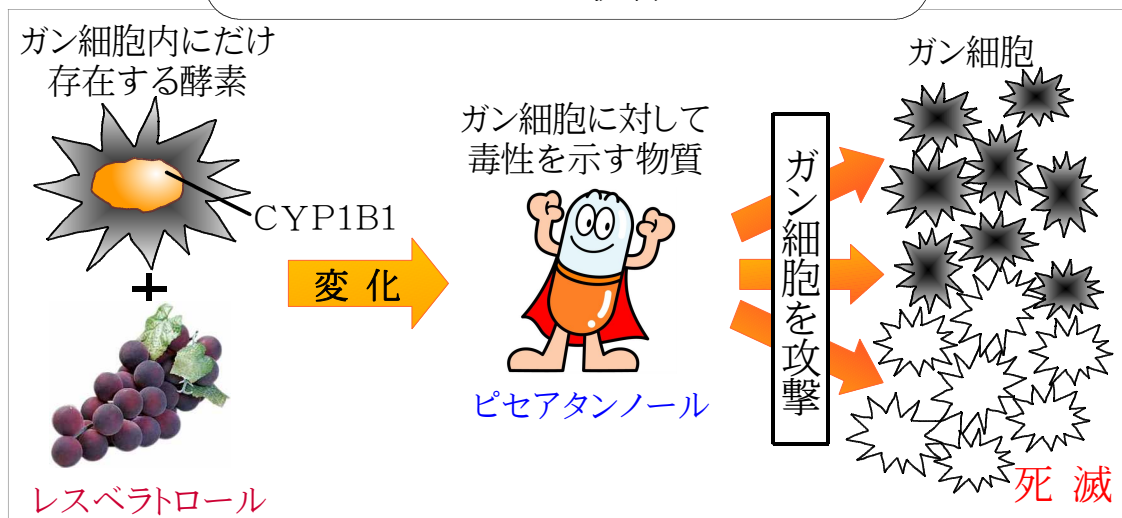 ガン細胞内にだけ
存在する酵素
CYP1B1
+
レスベラトロール
変 化
ガン細胞に対して
毒性を示す物質
ピセアタンノール
ガン細胞を攻撃
ガン細胞
死 滅